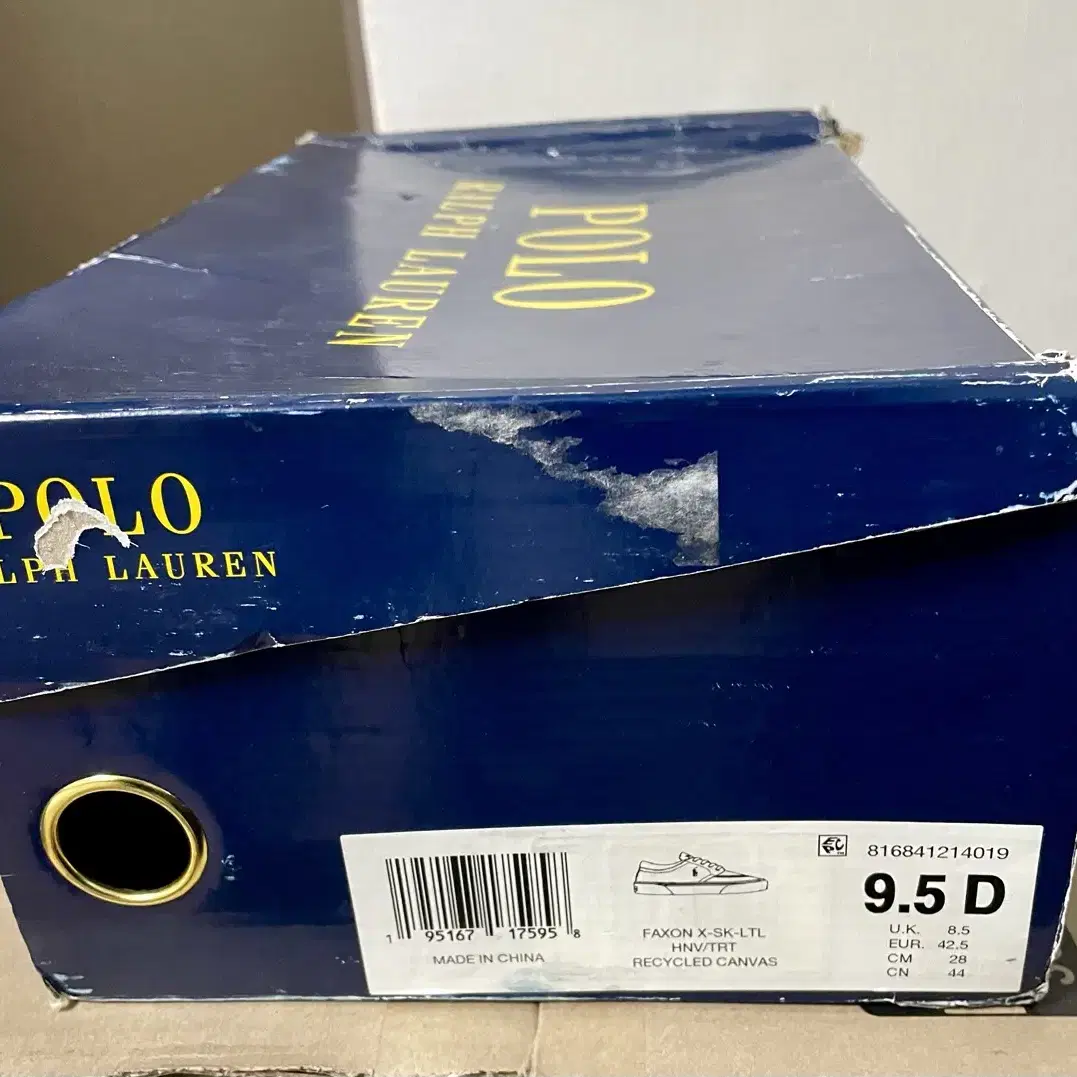 POLO
RALPH LAUREN
POLO
LPH LAUREN
816841214019
9.5 D
U.K. 8.5
EUR. 42.5
CM 28
CN 44
1 95167 17595 8
MADE IN CHINA
FAXON X-SK-LTL
HNV/TRT
RECYCLED CANVAS